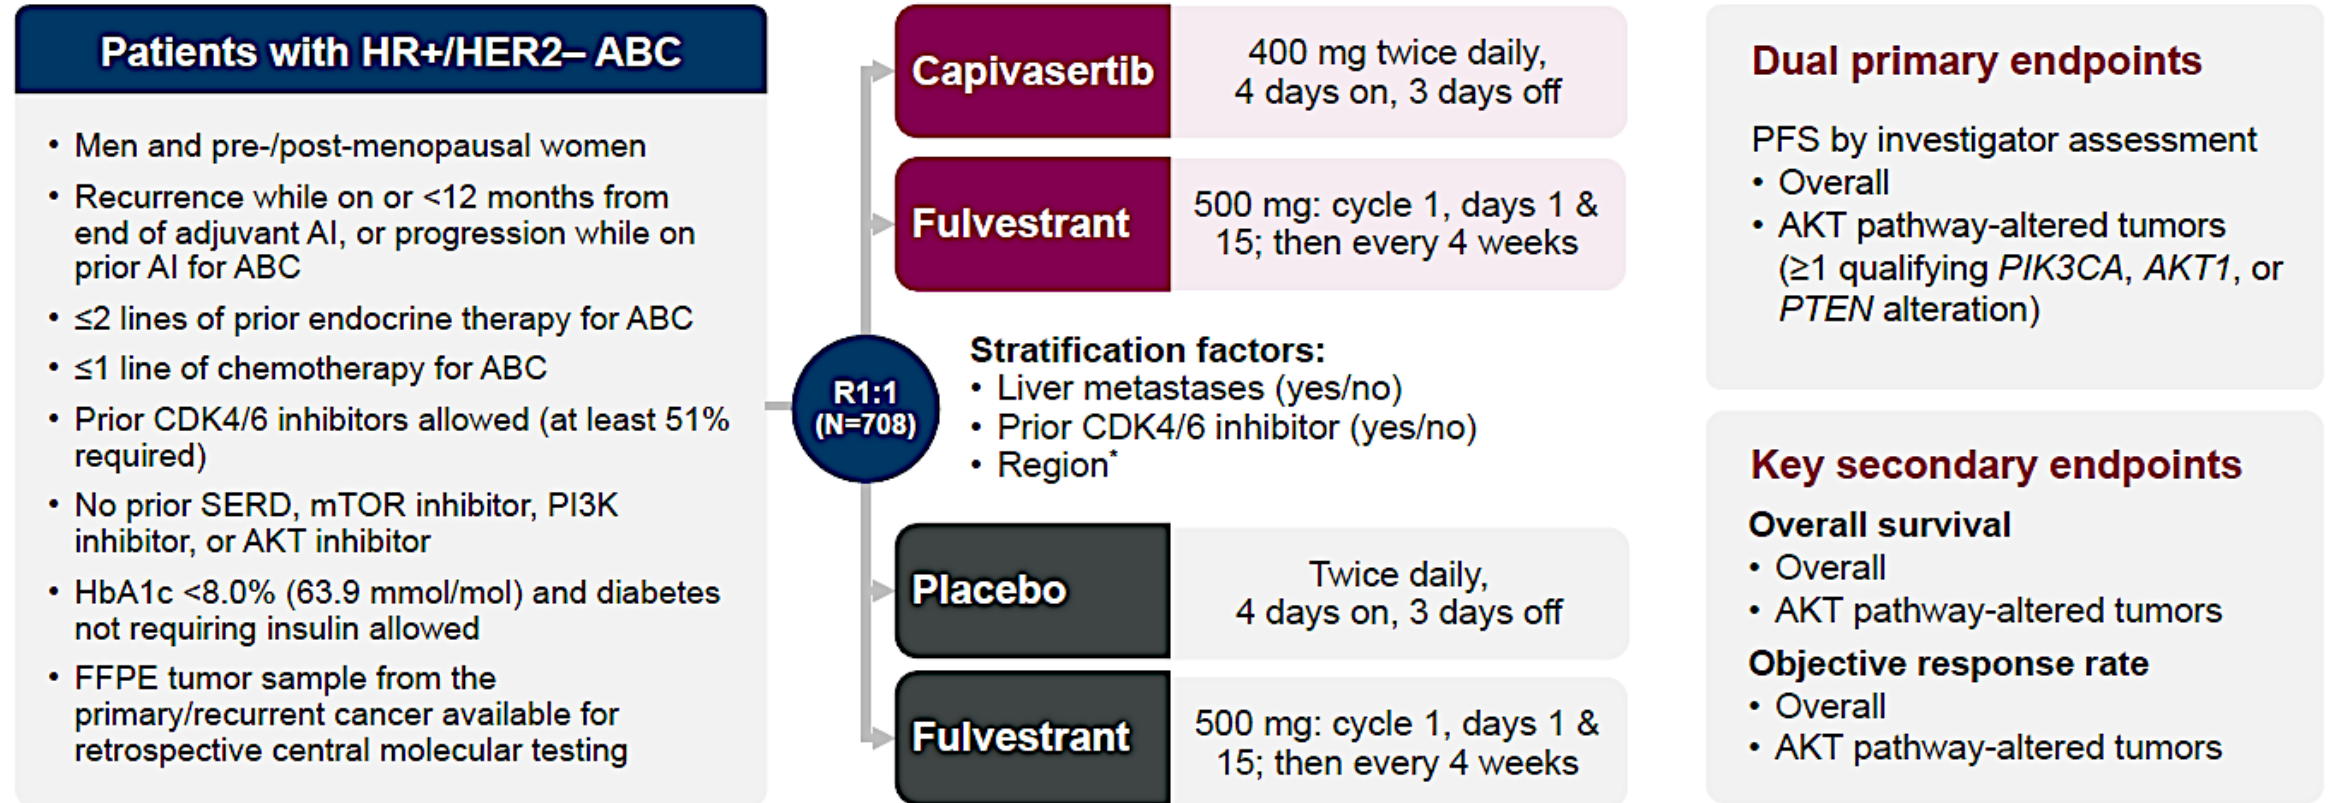 Patients with HR+/HER2– ABC
• Men and pre-/post-menopausal women
• Recurrence while on or <12 months from
end of adjuvant AI, or progression while on
prior AI for ABC
• ≤2 lines of prior endocrine therapy for ABC
• ≤1 line of chemotherapy for ABC
• Prior CDK4/6 inhibitors allowed (at least 51%
required)
• No prior SERD, mTOR inhibitor, PI3K
inhibitor, or AKT inhibitor
• HbA1c <8.0% (63.9 mmol/mol) and diabetes
not requiring insulin allowed
• FFPE tumor sample from the
primary/recurrent cancer available for
retrospective central molecular testing
R1:1
(N=708)
Capivasertib
400 mg twice daily,
4 days on, 3 days off
Fulvestrant
500 mg: cycle 1, days 1 &
15; then every 4 weeks
Stratification factors:
• Liver metastases (yes/no)
• Prior CDK4/6 inhibitor (yes/no)
• Region*
Placebo
Twice daily,
4 days on, 3 days off
Fulvestrant
500 mg: cycle 1, days 1 &
15; then every 4 weeks
Dual primary endpoints
PFS by investigator assessment
• Overall
• AKT pathway-altered tumors
(≥1 qualifying PIK3CA, AKT1, or
PTEN alteration)
Key secondary endpoints
Overall survival
• Overall
• AKT pathway-altered tumors
Objective response rate
• Overall
• AKT pathway-altered tumors